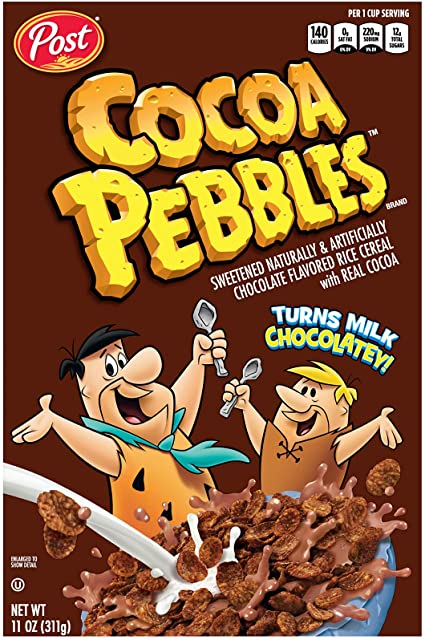 Post
PER 1 CUP SERVING
140 CALORIES
0g SAT FAT 0% DV
220mg SODIUM 9% DV
12g TOTAL SUGARS
COCOA
PEBBLES™
BRAND
SWEETENED NATURALLY & ARTIFICIALLY
CHOCOLATE FLAVORED RICE CEREAL
with REAL COCOA
TURNS MILK
CHOCOLATEY!
ENLARGED TO
SHOW DETAIL
U
NET WT
11 OZ (311g)